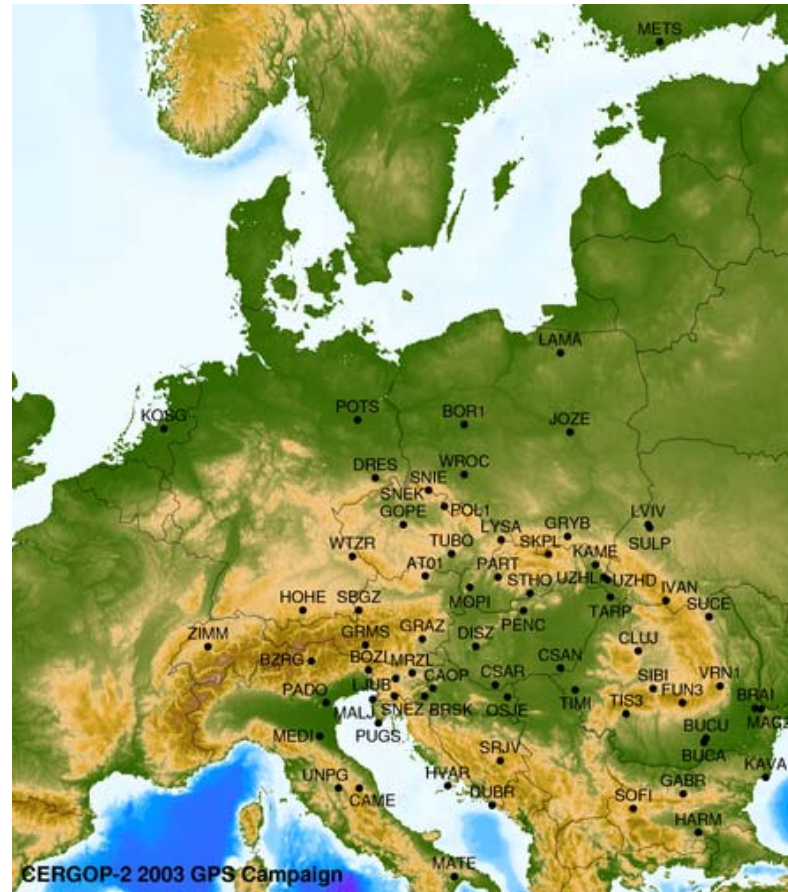 METS
LAMA
KOSG
POTS
BOR1
JOZE
DRES
WROC
SNIE
SNEK
POL1
GOPE
LVIV
SULP
LYSA
GRYB
WTZR
TUBO
SKPL
KAME
AT01
PART
UZHL
UZHD
STHO
IVAN
MOPI
TARP
HOHE
SBGZ
PENC
SUCE
ZIMM
GRMS
GRAZ
DISZ
CLUJ
BZRG
BOZI
MRZL
CSAN
LJUB
CAOP
CSAR
SIBI
VRN1
PADO
MALJ
SNEZ
BRSK
OSJE
TIMI
TIS3
FUN3
BRAI
MACZ
MEDI
PUGS
BUCU
BUCA
SRJV
KAVA
UNPG
CAME
HVAR
DUBR
GABR
SOFI
HARM
MATE
CERGOP-2 2003 GPS Campaign